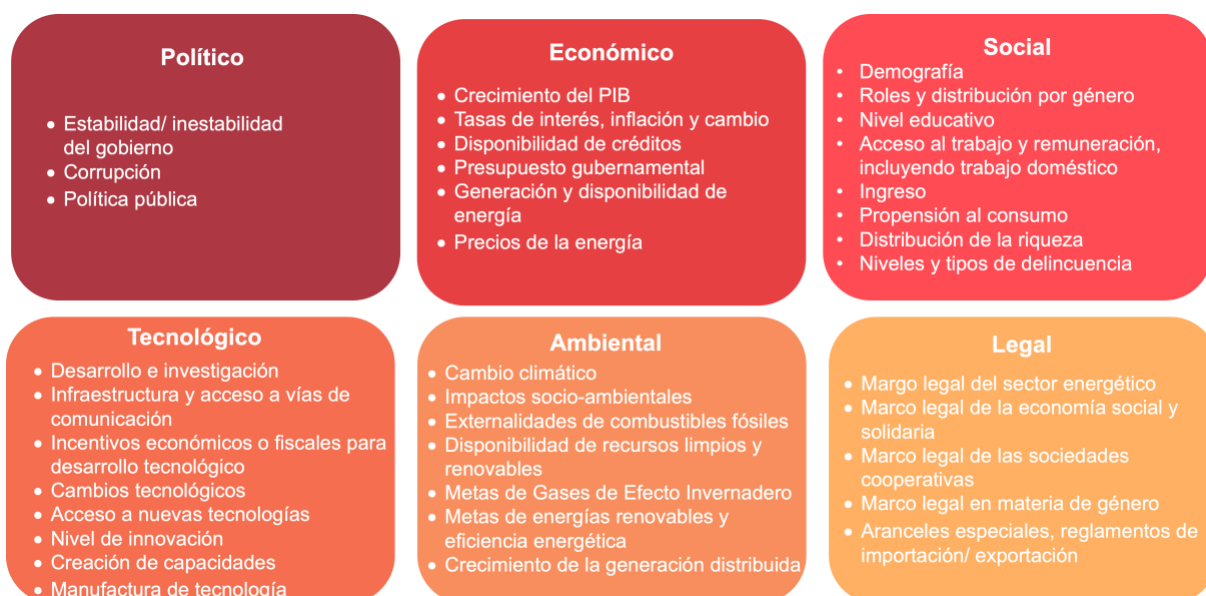 Político
• Estabilidad/ inestabilidad
del gobierno
• Corrupción
• Política pública
Económico
• Crecimiento del PIB
• Tasas de interés, inflación y cambio
• Disponibilidad de créditos
• Presupuesto gubernamental
• Generación y disponibilidad de
energía
• Precios de la energía
Social
• Demografía
• Roles y distribución por género
• Nivel educativo
• Acceso al trabajo y remuneración,
incluyendo trabajo doméstico
• Ingreso
• Propensión al consumo
• Distribución de la riqueza
• Niveles y tipos de delincuencia
Tecnológico
• Desarrollo e investigación
• Infraestructura y acceso a vías de
comunicación
• Incentivos económicos o fiscales para
desarrollo tecnológico
• Cambios tecnológicos
• Acceso a nuevas tecnologías
• Nivel de innovación
• Creación de capacidades
• Manufactura de tecnología
Ambiental
• Cambio climático
• Impactos socio-ambientales
• Externalidades de combustibles fósiles
• Disponibilidad de recursos limpios y
renovables
• Metas de Gases de Efecto Invernadero
• Metas de energías renovables y
eficiencia energética
• Crecimiento de la generación distribuida
Legal
• Margo legal del sector energético
• Marco legal de la economía social y
solidaria
• Marco legal de las sociedades
cooperativas
• Marco legal en materia de género
• Aranceles especiales, reglamentos de
importación/ exportación